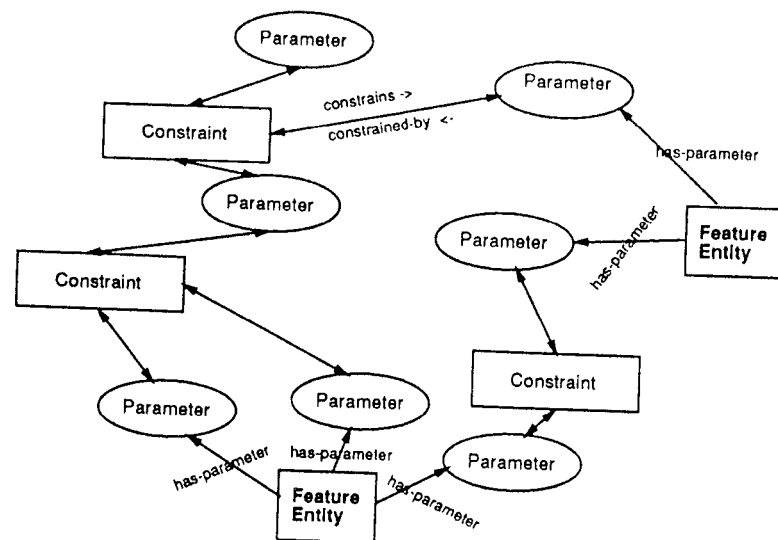 Parameter
Parameter
constrains ->
Constraint
constrained-by <-
has-parameter
Parameter
Feature
Entity
Parameter
has-parameter
Constraint
Constraint
Parameter
Parameter
has-parameter
has-parameter
Parameter
has-parameter
Feature
Entity